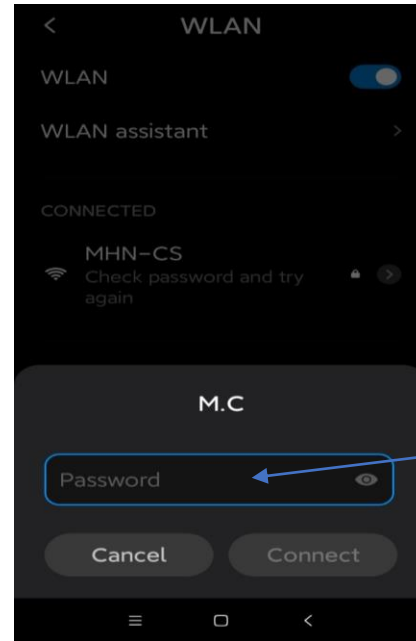 WLAN
WLAN
WLAN assistant
CONNECTED
MHN-CS
Check password and try
again
M.C
Password
Cancel Connect